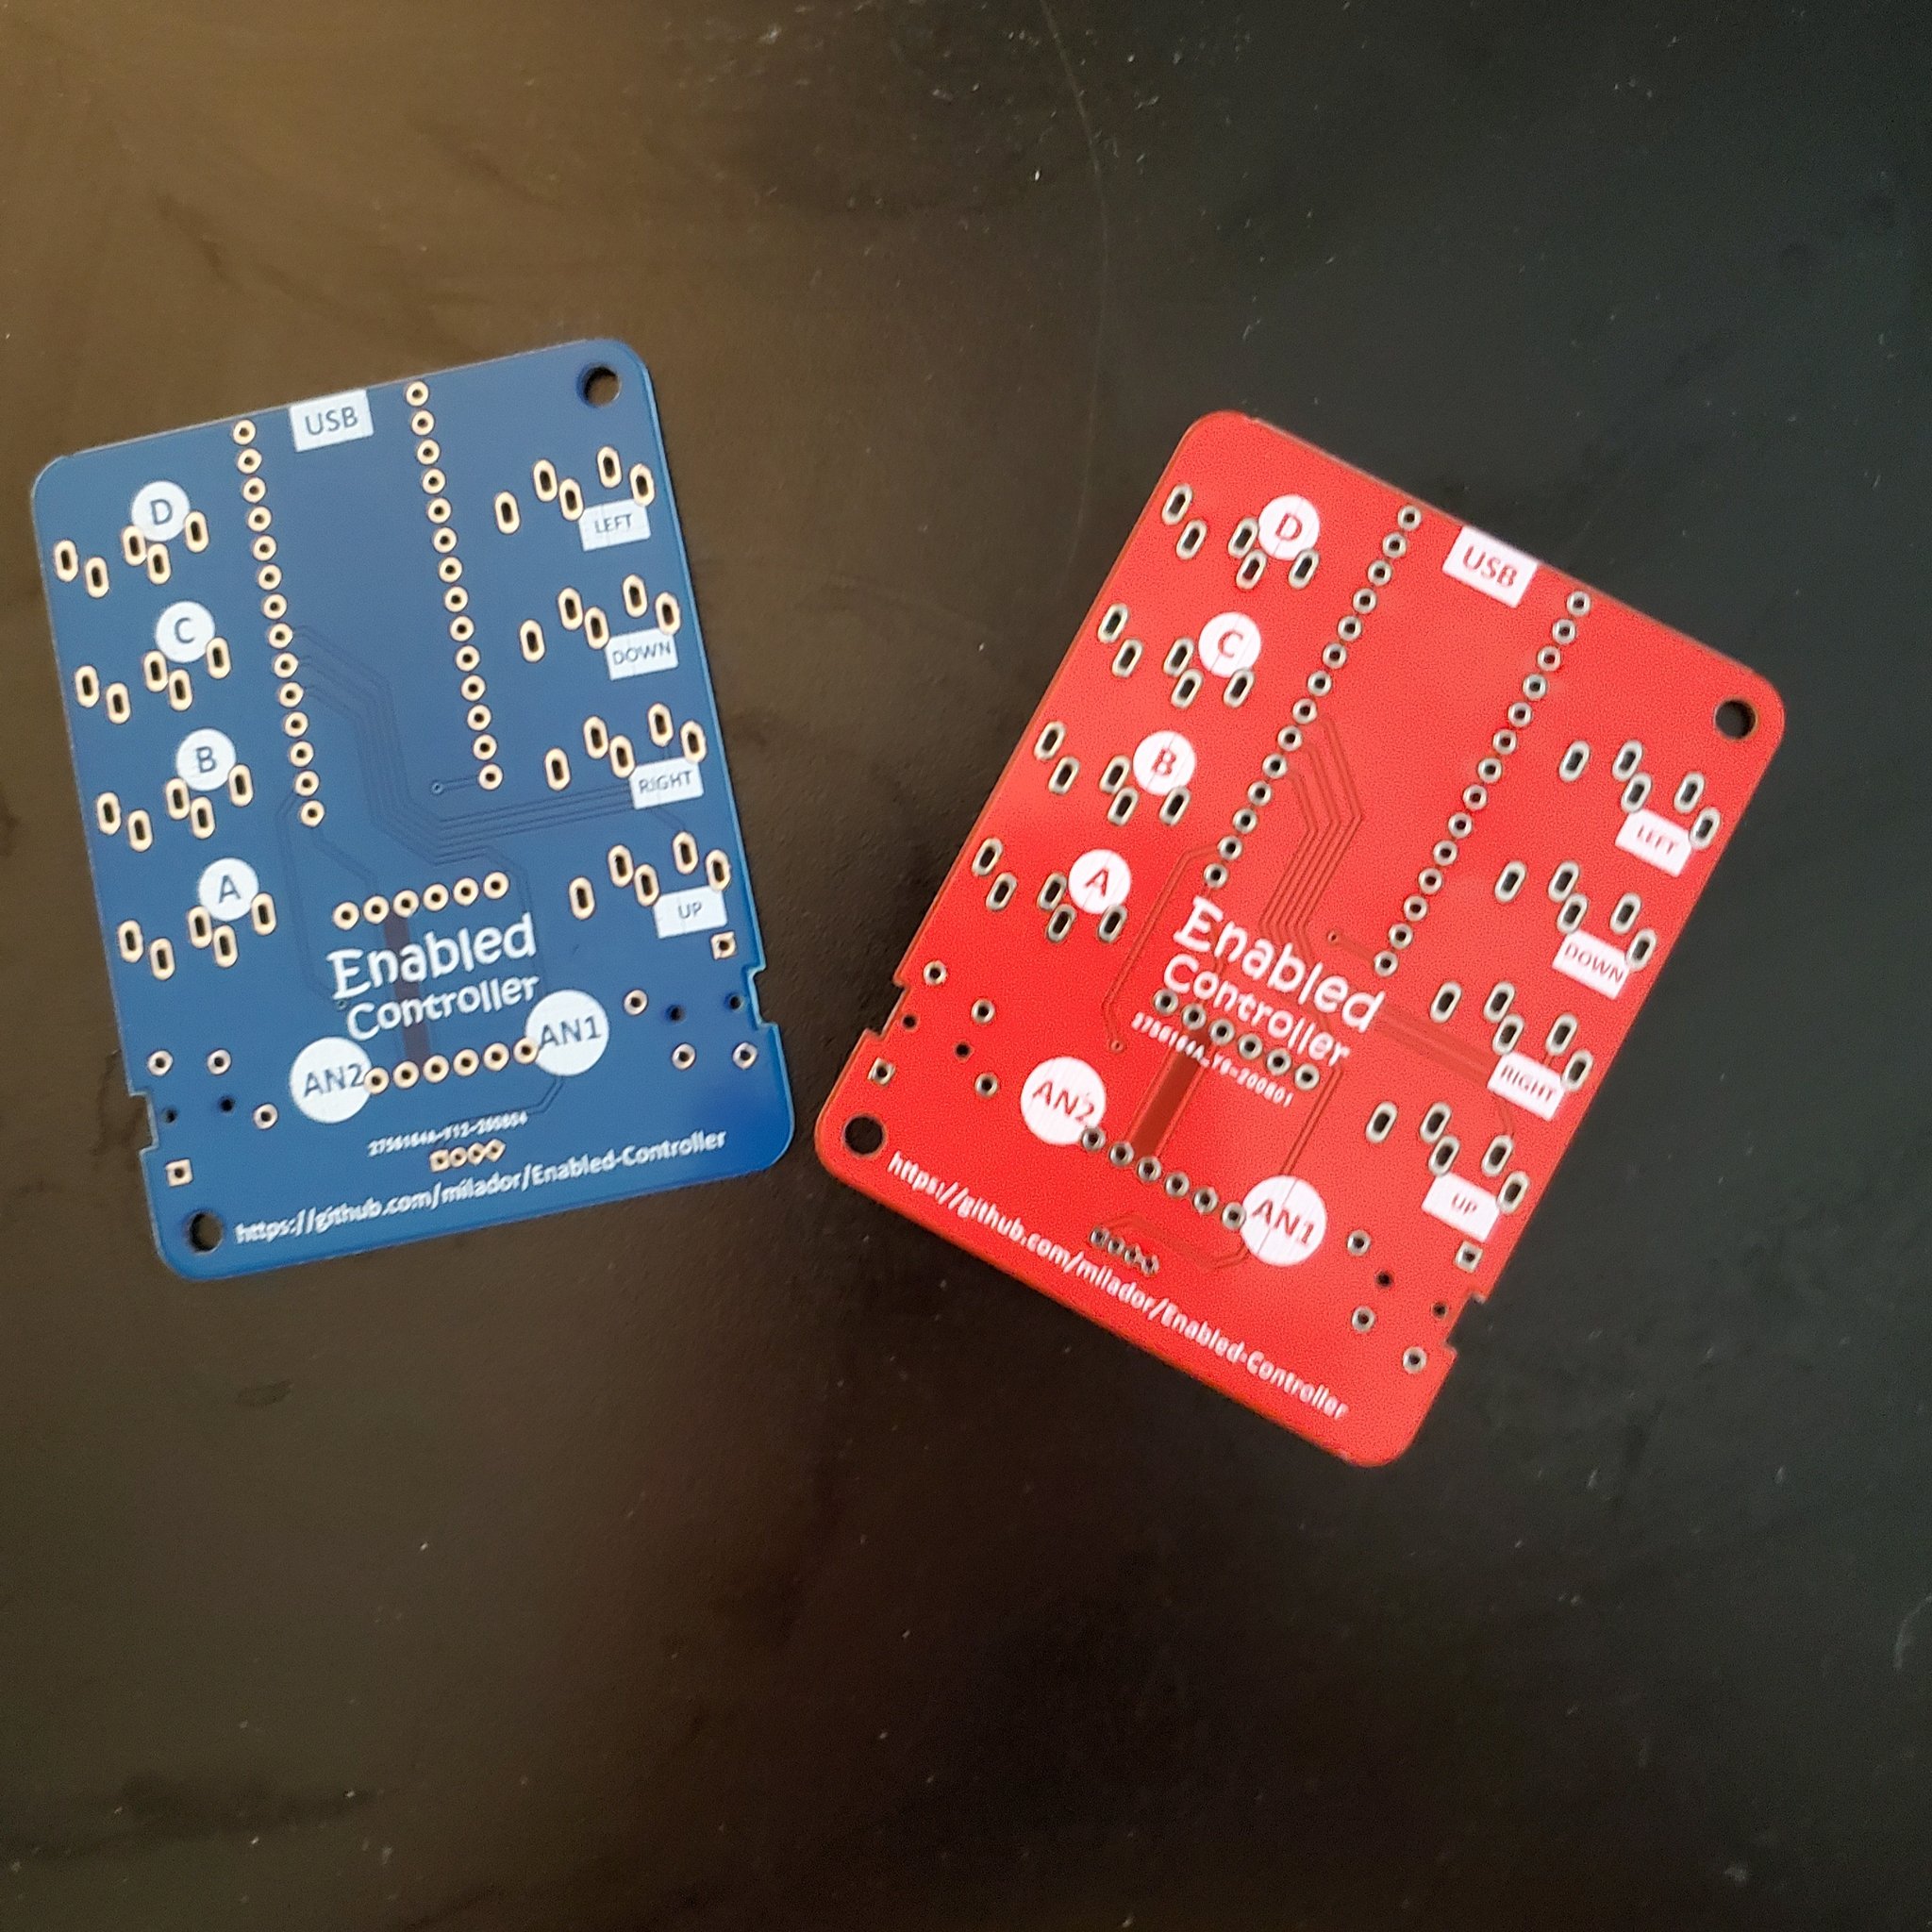 USB
D
LEFT
C
DOWN
B
RIGHT
A
UP
Enabled
Controller
AN1
AN2
https://github.com/milador/Enabled-Controller
USB
D
C
LEFT
B
DOWN
A
Enabled
Controller
RIGHT
AN2
UP
AN1
https://github.com/milador/Enabled-Controller